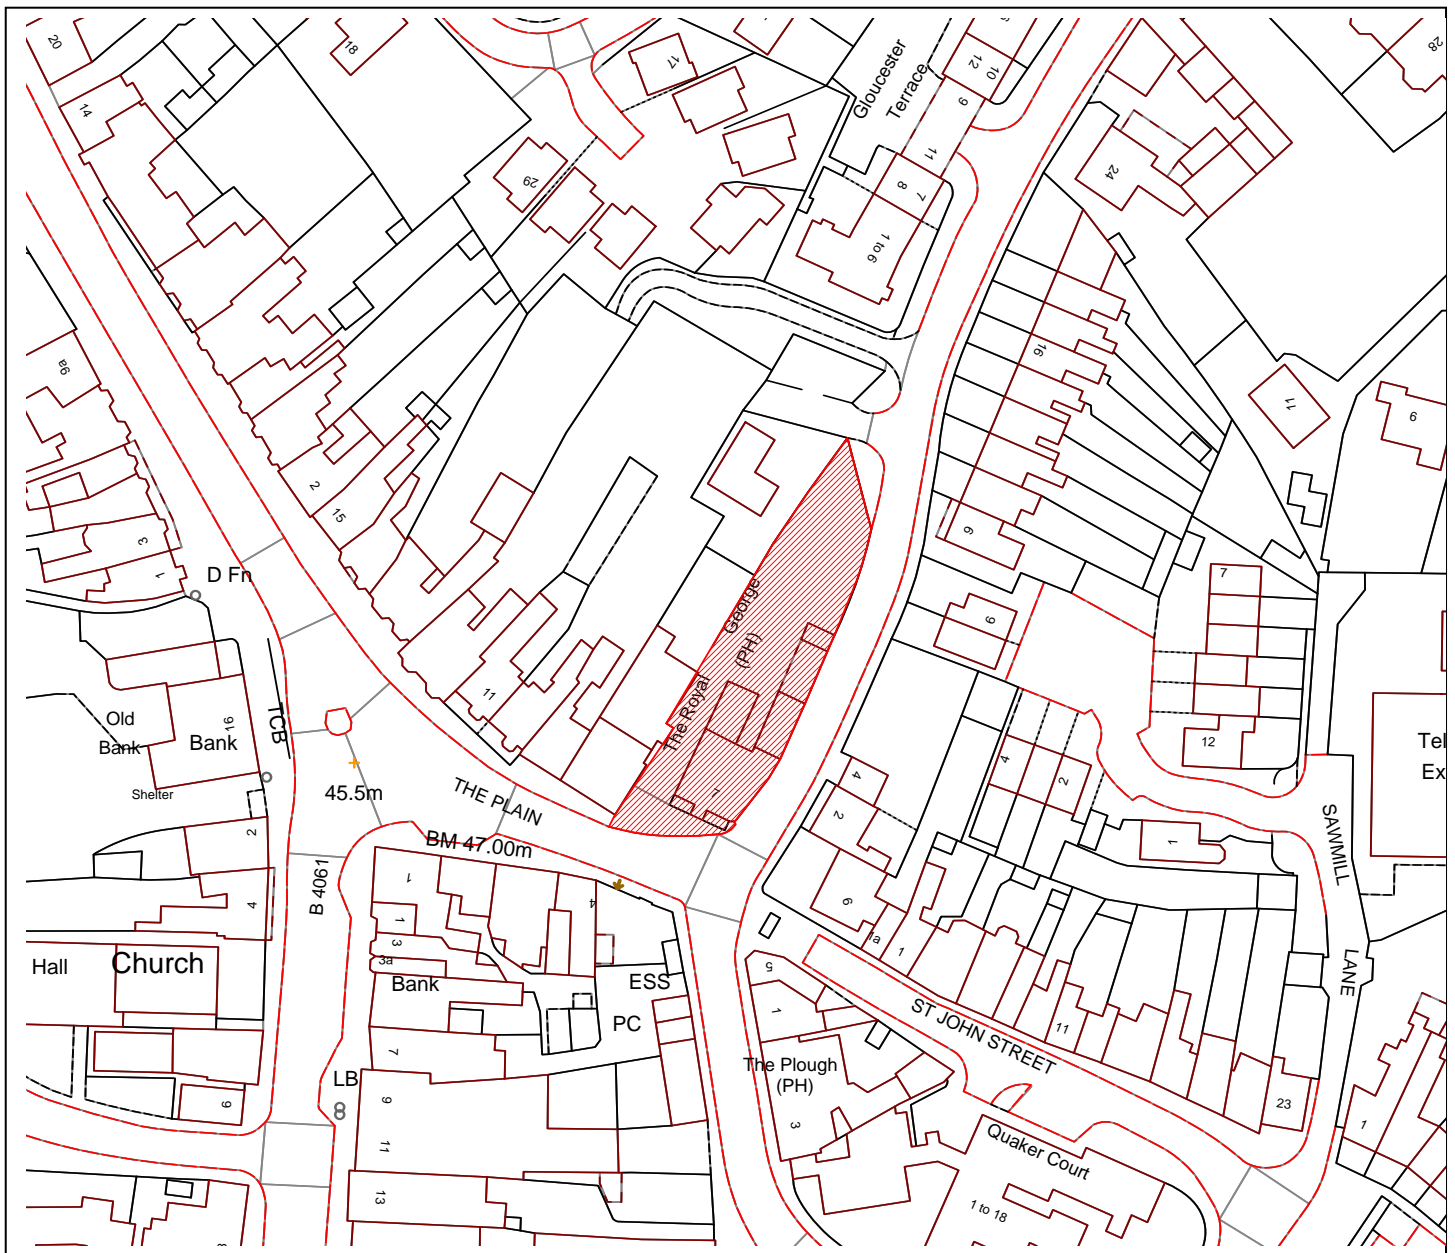 20
18
17
14
Gloucester
Terrace
12
10
9
11
28
24
29
8
7
1 to 6
16
9a
11
9
2
15
3
1
D Fn
9
6
7
George
(PH)
The Royal
7
11
16
TCB
Old
Bank
Bank
Shelter
45.5m
THE PLAIN
BM 47.00m
12
Tel
Ex
4
2
4
2
SAWMILL
LANE
1
2
4
B 4061
1
1
3
3a
Bank
4
6
1a
1
Hall
Church
ESS
PC
5
1
ST JOHN STREET
11
7
The Plough
(PH)
3
LB
9
11
13
9
23
1
Quaker Court
1 to 18